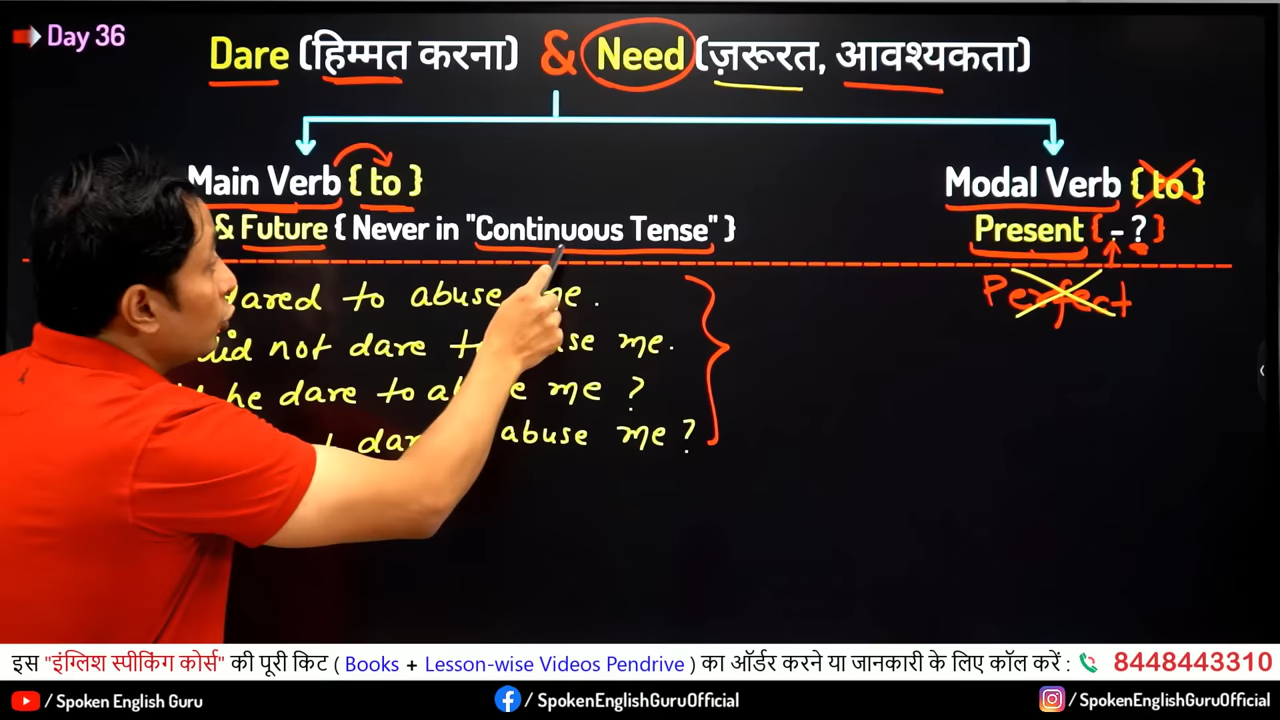 Day 36
Dare (हिम्मत करना) & Need (ज़रूरत, आवश्यकता)
Main Verb { to }
Modal Verb { to }
& Future { Never in "Continuous Tense" }
Present { - ? }
Perfect
dared to abuse me.
did not dare me.
he dare to me ?
abuse me ?
इस "इंग्लिश स्पीकिंग कोर्स" की पूरी किट ( Books + Lesson-wise Videos Pendrive ) का ऑर्डर करने या जानकारी के लिए कॉल करें : 8448443310
/ Spoken English Guru
/ SpokenEnglishGuruOfficial
/ SpokenEnglishGuruOfficial